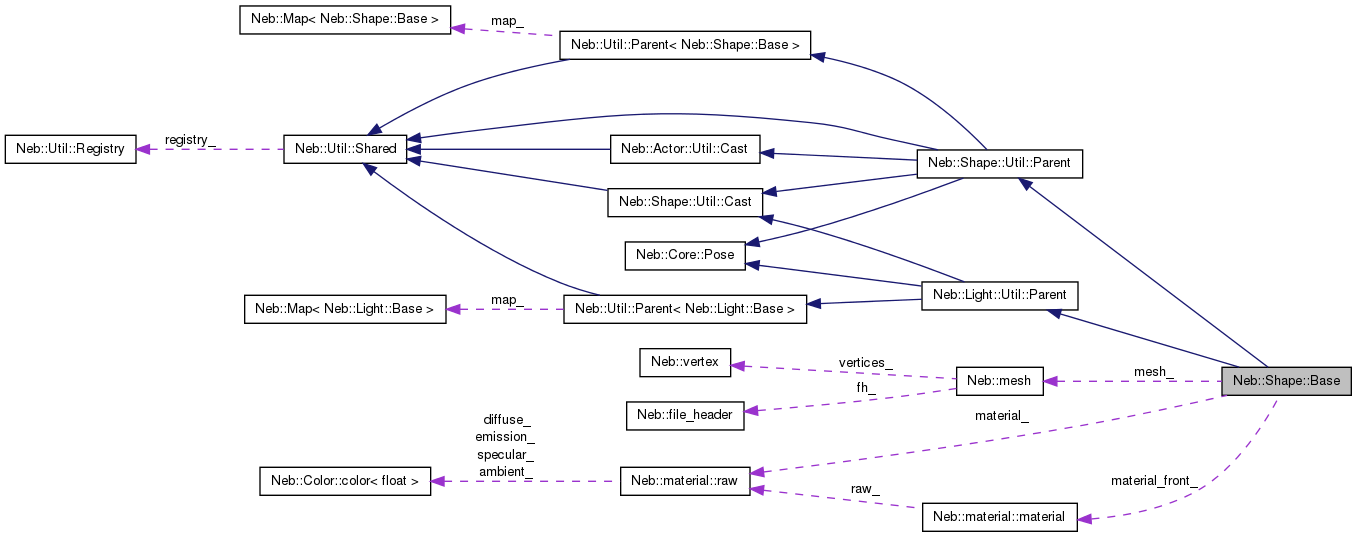 Neb::Map< Neb::Shape::Base >
map_
Neb::Util::Parent< Neb::Shape::Base >
Neb::Util::Registry
registry_
Neb::Util::Shared
Neb::Actor::Util::Cast
Neb::Shape::Util::Parent
Neb::Shape::Util::Cast
Neb::Core::Pose
Neb::Map< Neb::Light::Base >
map_
Neb::Util::Parent< Neb::Light::Base >
Neb::Light::Util::Parent
Neb::vertex
vertices_
Neb::mesh
mesh_
Neb::Shape::Base
fh_
Neb::file_header
material_
diffuse_
emission_
specular_
ambient_
Neb::Color::color< float >
Neb::material::raw
raw_
material_front_
Neb::material::material